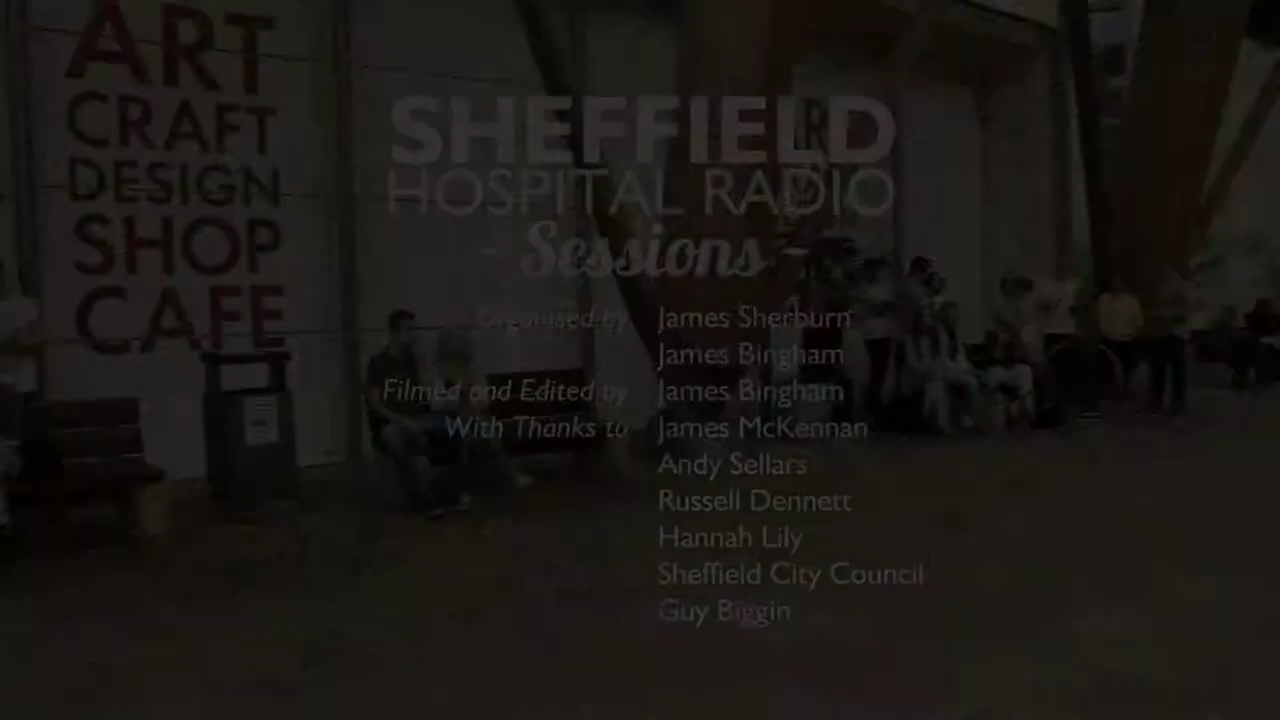 ART
CRAFT
DESIGN
SHOP
CAFE
SHEFFIELD
HOSPITAL RADIO
- Sessions -
Organised by James Sherburn
James Bingham
Filmed and Edited by James Bingham
With Thanks to James McKennan
Andy Sellars
Russell Dennett
Hannah Lily
Sheffield City Council
Guy Biggin